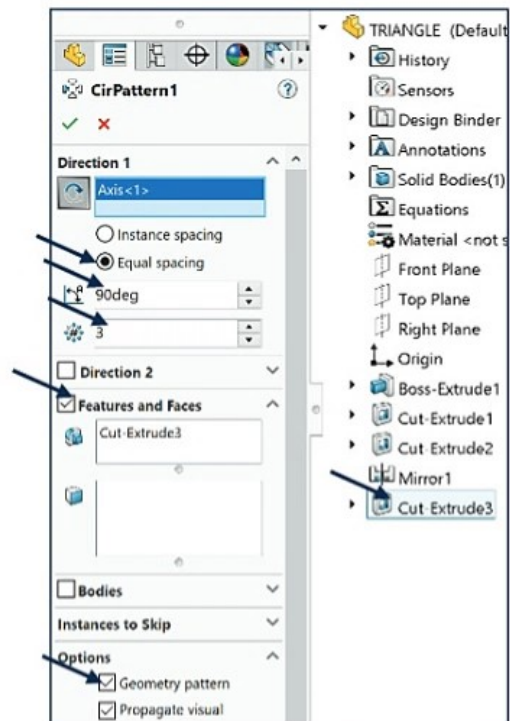 CirPattern1
Direction 1
Axis<1>
Instance spacing
Equal spacing
90deg
3
Direction 2
Features and Faces
Cut-Extrude3
Bodies
Instances to Skip
Options
Geometry pattern
Propagate visual
TRIANGLE (Default
History
Sensors
Design Binder
Annotations
Solid Bodies(1)
Equations
Material <not s
Front Plane
Top Plane
Right Plane
Origin
Boss-Extrude1
Cut-Extrude1
Cut-Extrude2
Mirror1
Cut-Extrude3